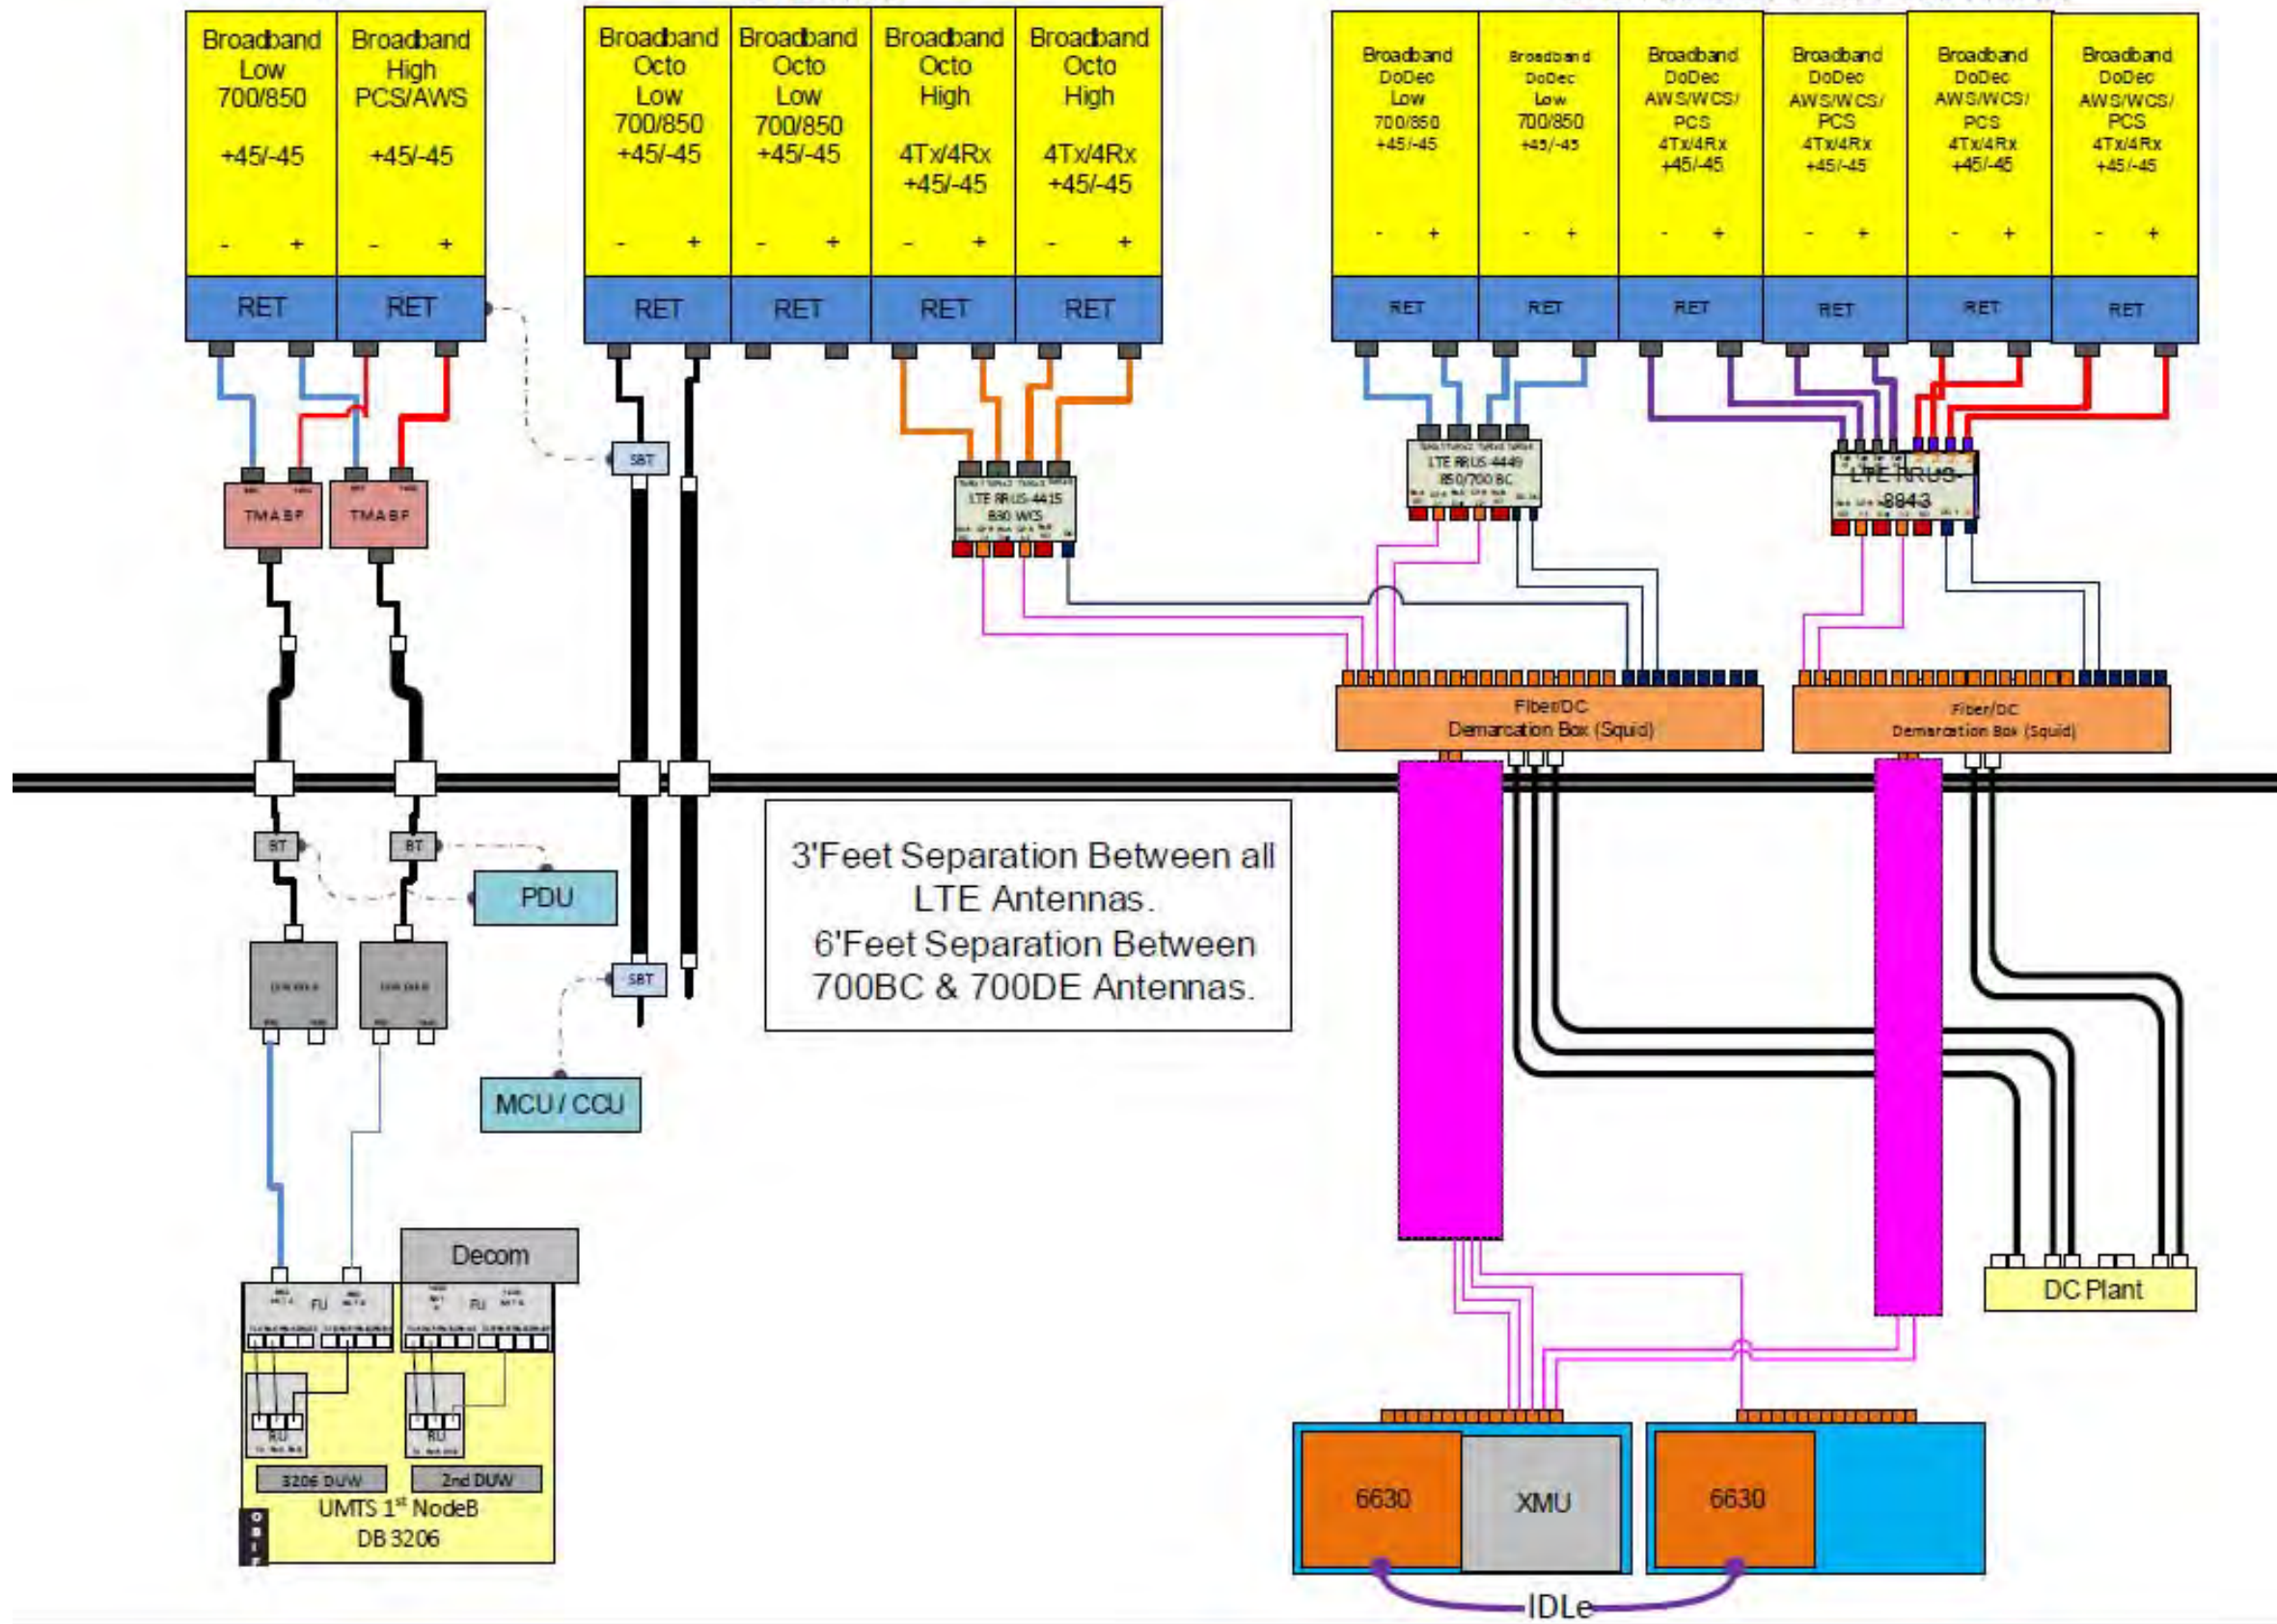 Broadband
Low
700/850
+45/-45
- +
RET
Broadband
High
PCS/AWS
+45/-45
- +
RET
Broadband
Octo
Low
700/850
+45/-45
- +
RET
Broadband
Octo
Low
700/850
+45/-45
- +
RET
Broadband
Octo
High
4Tx/4Rx
+45/-45
- +
RET
Broadband
Octo
High
4Tx/4Rx
+45/-45
- +
RET
Broadband
DoDec
Low
700/850
+45/-45
- +
RET
Broadband
DoDec
Low
700/850
+45/-45
- +
RET
Broadband
DoDec
AWS/WCS/
PCS
4Tx/4Rx
+45/-45
- +
RET
Broadband
DoDec
AWS/WCS/
PCS
4Tx/4Rx
+45/-45
- +
RET
Broadband
DoDec
AWS/WCS/
PCS
4Tx/4Rx
+45/-45
- +
RET
Broadband
DoDec
AWS/WCS/
PCS
4Tx/4Rx
+45/-45
- +
RET
TMA BP
TMA BP
SBT
LTE RRUS-4415
B30 WCS
LTE RRUS-4449
850/700 BC
LTE RRUS-
8843
Fiber/DC
Demarcation Box (Squid)
Fiber/DC
Demarcation Box (Squid)
BT
BT
PDU
3'Feet Separation Between all
LTE Antennas.
6'Feet Separation Between
700BC & 700DE Antennas.
SBT
MCU / CCU
Decom
FU
FU
RU
RU
3206 DUW
2nd DUW
UMTS 1st NodeB
DB 3206
DC Plant
6630
XMU
6630
IDLe